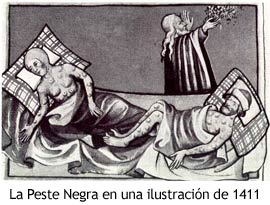 La Peste Negra en una ilustración de 1411